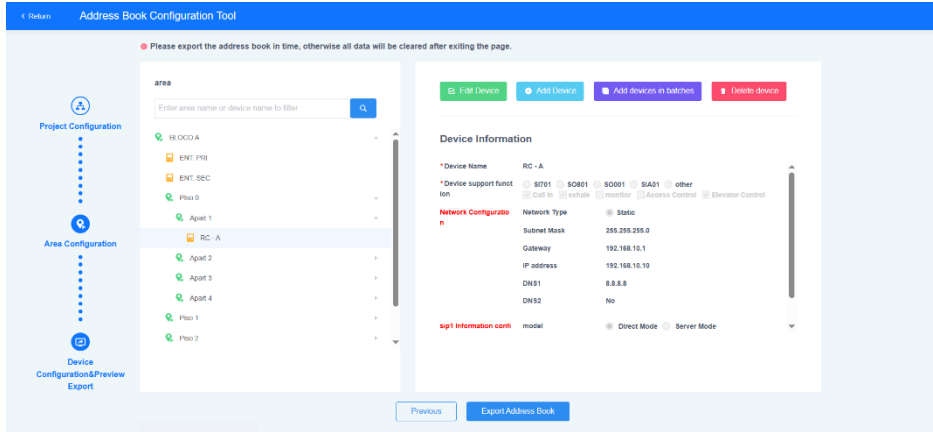 Return
Address Book Configuration Tool
Please export the address book in time, otherwise all data will be cleared after exiting the page.
Project Configuration
Area Configuration
Device
Configuration&Preview
Export
area
Enter area name or device name to filter
BLOCO A
ENT. PRI
ENT. SEC
Piso 0
Apart 1
RC - A
Apart 2
Apart 3
Apart 4
Piso 1
Piso 2
Edit Device
Add Device
Add devices in batches
Delete device
Device Information
*Device Name RC - A
*Device support funct SI701 SO801 SO001 SIA01 other
ion Call In exhale monitor Access Control Elevator Control
Network Configuratio Network Type Static
n
Subnet Mask 255.255.255.0
Gateway 192.168.10.1
IP address 192.168.10.10
DNS1 8.8.8.8
DNS2 No
sip1 Information confi model Direct Mode Server Mode
Previous
Export Address Book